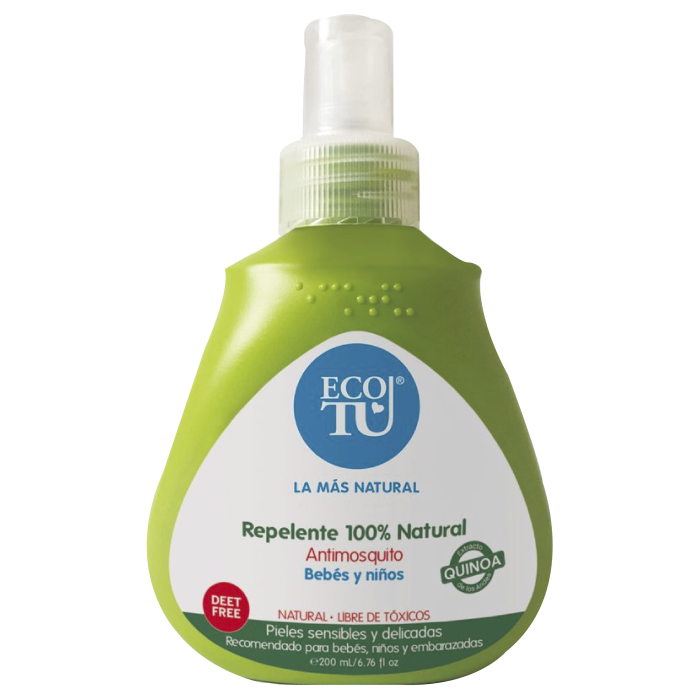 ECO
TÚ®
LA MÁS NATURAL
Repelente 100% Natural
Antimosquito
Bebés y niños
Extracto
QUINOA
de los Andes
DEET
FREE
NATURAL • LIBRE DE TÓXICOS
Pieles sensibles y delicadas
Recomendado para bebés, niños y embarazadas
℮200 mL/6.76 fl oz